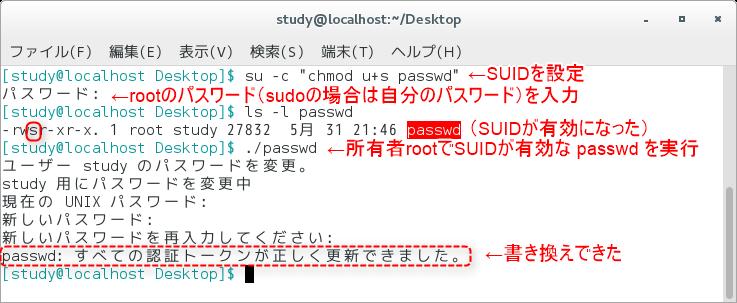 study@localhost:~/Desktop
ファイル(F) 編集(E) 表示(V) 検索(S) 端末(T) ヘルプ(H)
[study@localhost Desktop]$ su -c "chmod u+s passwd" ←SUIDを設定
パスワード: ←rootのパスワード（sudoの場合は自分のパスワード）を入力
[study@localhost Desktop]$ ls -l passwd
-rwsr-xr-x. 1 root study 27832 5月 31 21:46 passwd （SUIDが有効になった）
[study@localhost Desktop]$ ./passwd ←所有者rootでSUIDが有効な passwd を実行
ユーザー study のパスワードを変更。
study 用にパスワードを変更中
現在の UNIX パスワード:
新しいパスワード:
新しいパスワードを再入力してください:
passwd: すべての認証トークンが正しく更新できました。 ←書き換えできた
[study@localhost Desktop]$